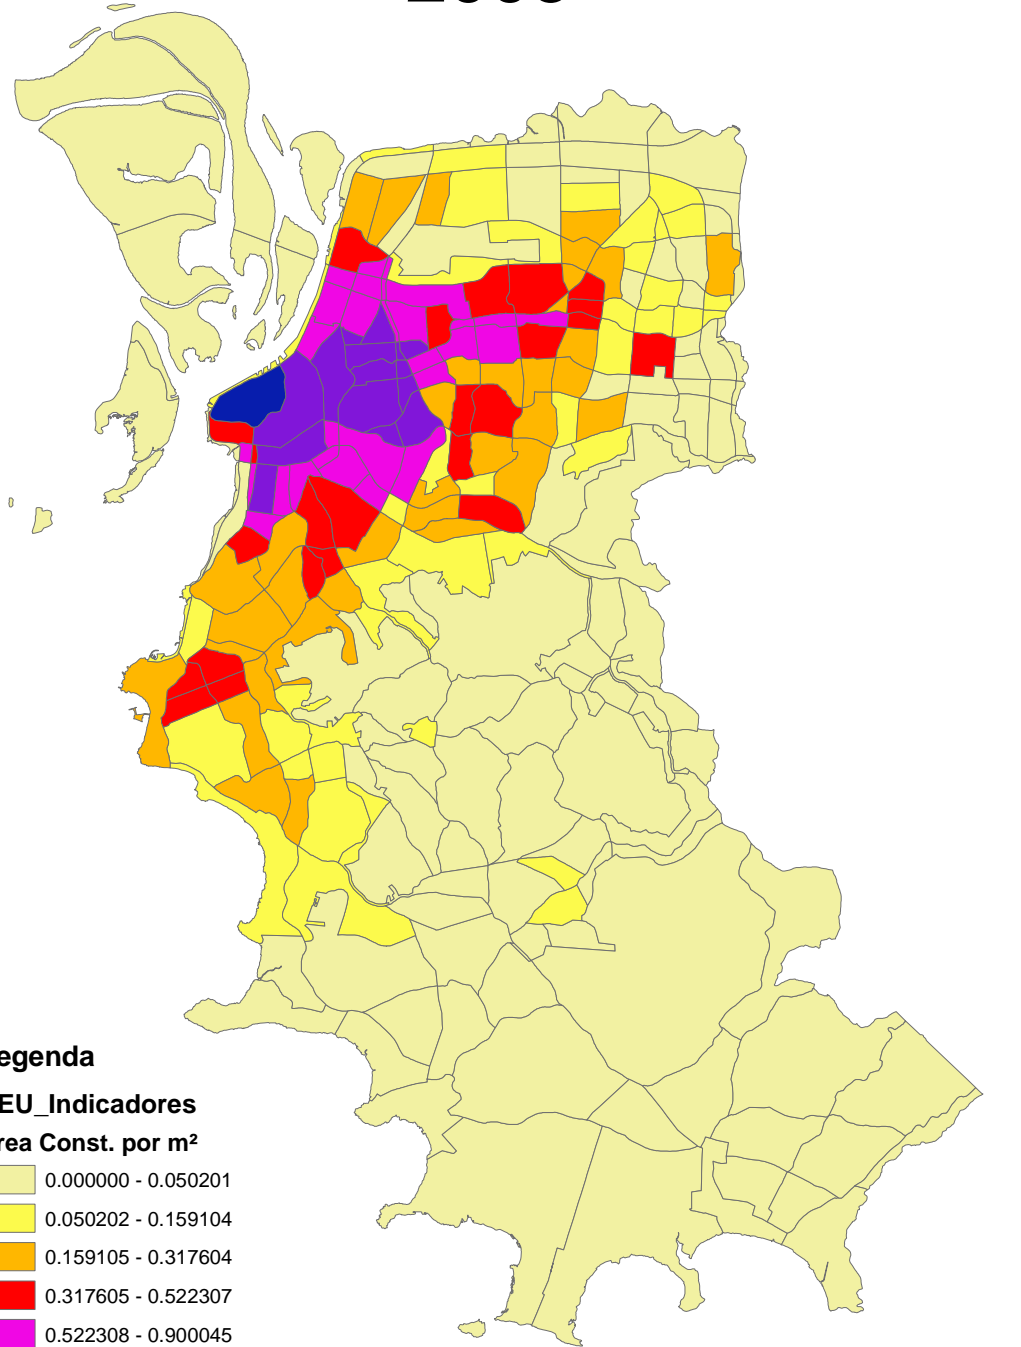 egenda
EU_Indicadores
rea Const. por m²
0.000000 - 0.050201
0.050202 - 0.159104
0.159105 - 0.317604
0.317605 - 0.522307
0.522308 - 0.900045